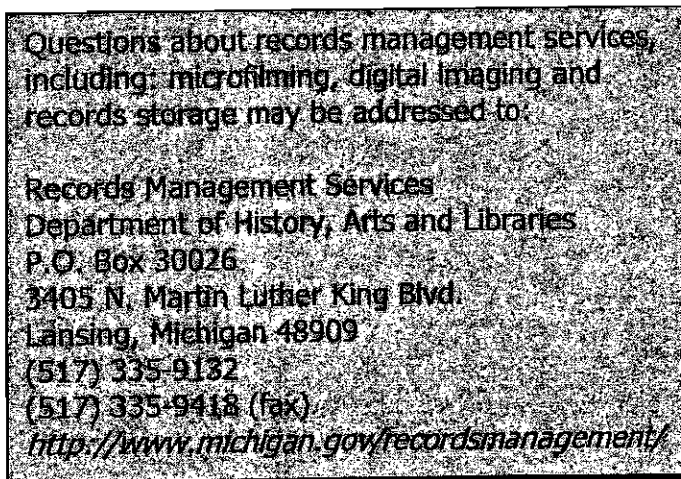 Questions about records management services,
including: microfilming, digital imaging and
records storage may be addressed to:
Records Management Services
Department of History, Arts and Libraries
P.O. Box 30026
3405 N. Martin Luther King Blvd.
Lansing, Michigan 48909
(517) 335-9132
(517) 335-9418 (fax)
http://www.michigan.gov/recordsmanagement/